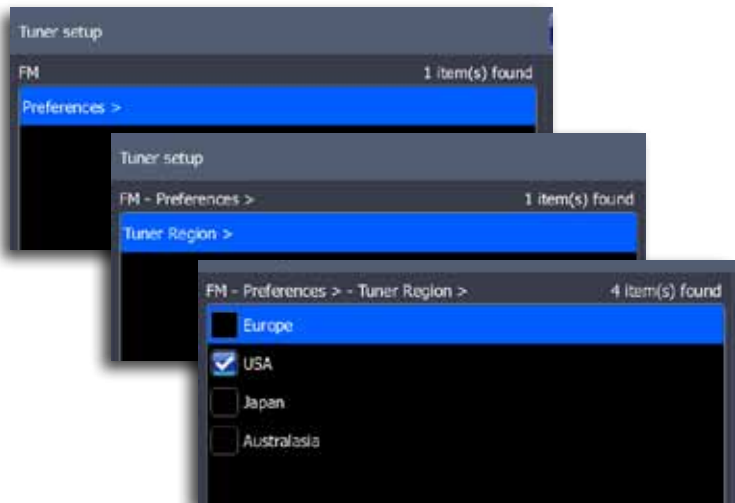 Tuner setup
FM 1 item(s) found
Preferences >
Tuner setup
FM - Preferences > 1 item(s) found
Tuner Region >
FM - Preferences > - Tuner Region > 4 item(s) found
Europe
USA
Japan
Australasia